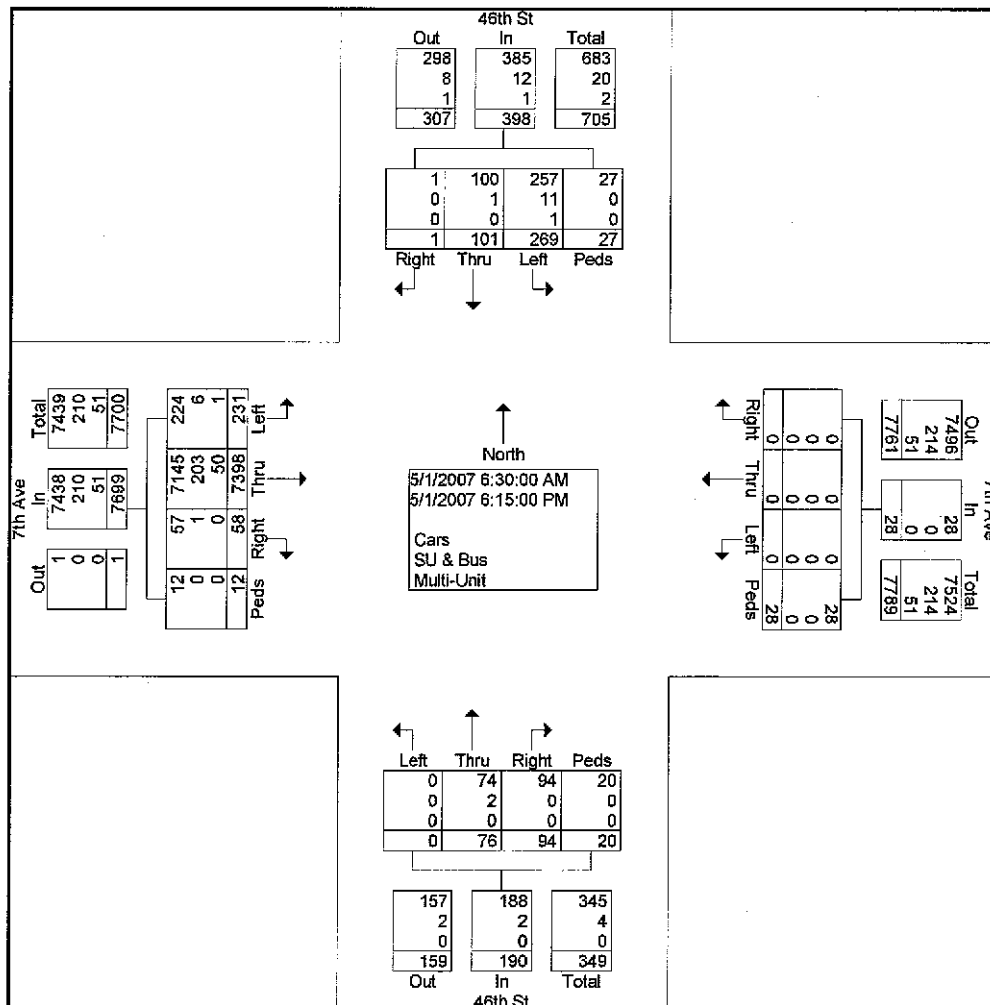 46th St
Out In Total
298 385 683
8 12 20
1 1 2
307 398 705
1 100 257 27
0 1 11 0
0 0 1 0
1 101 269 27
Right Thru Left Peds
7th Ave
Total
7439
210
51
7700
In
7438
210
51
7699
Out
1
0
0
1
224 6 1 231 Left
7145 203 50 7398 Thru
57 1 0 58 Right
12 0 0 12 Peds
North
5/1/2007 6:30:00 AM
5/1/2007 6:15:00 PM
Cars
SU & Bus
Multi-Unit
Right 0 0 0 0
Thru 0 0 0 0
Left 0 0 0 0
Peds 28 0 0 28
Out
7496
214
51
7761
In
28
0
0
28
Total
7524
214
51
7789
7th Ave
Left Thru Right Peds
0 74 94 20
0 2 0 0
0 0 0 0
0 76 94 20
157 188 345
2 2 4
0 0 0
159 190 349
Out In Total
46th St